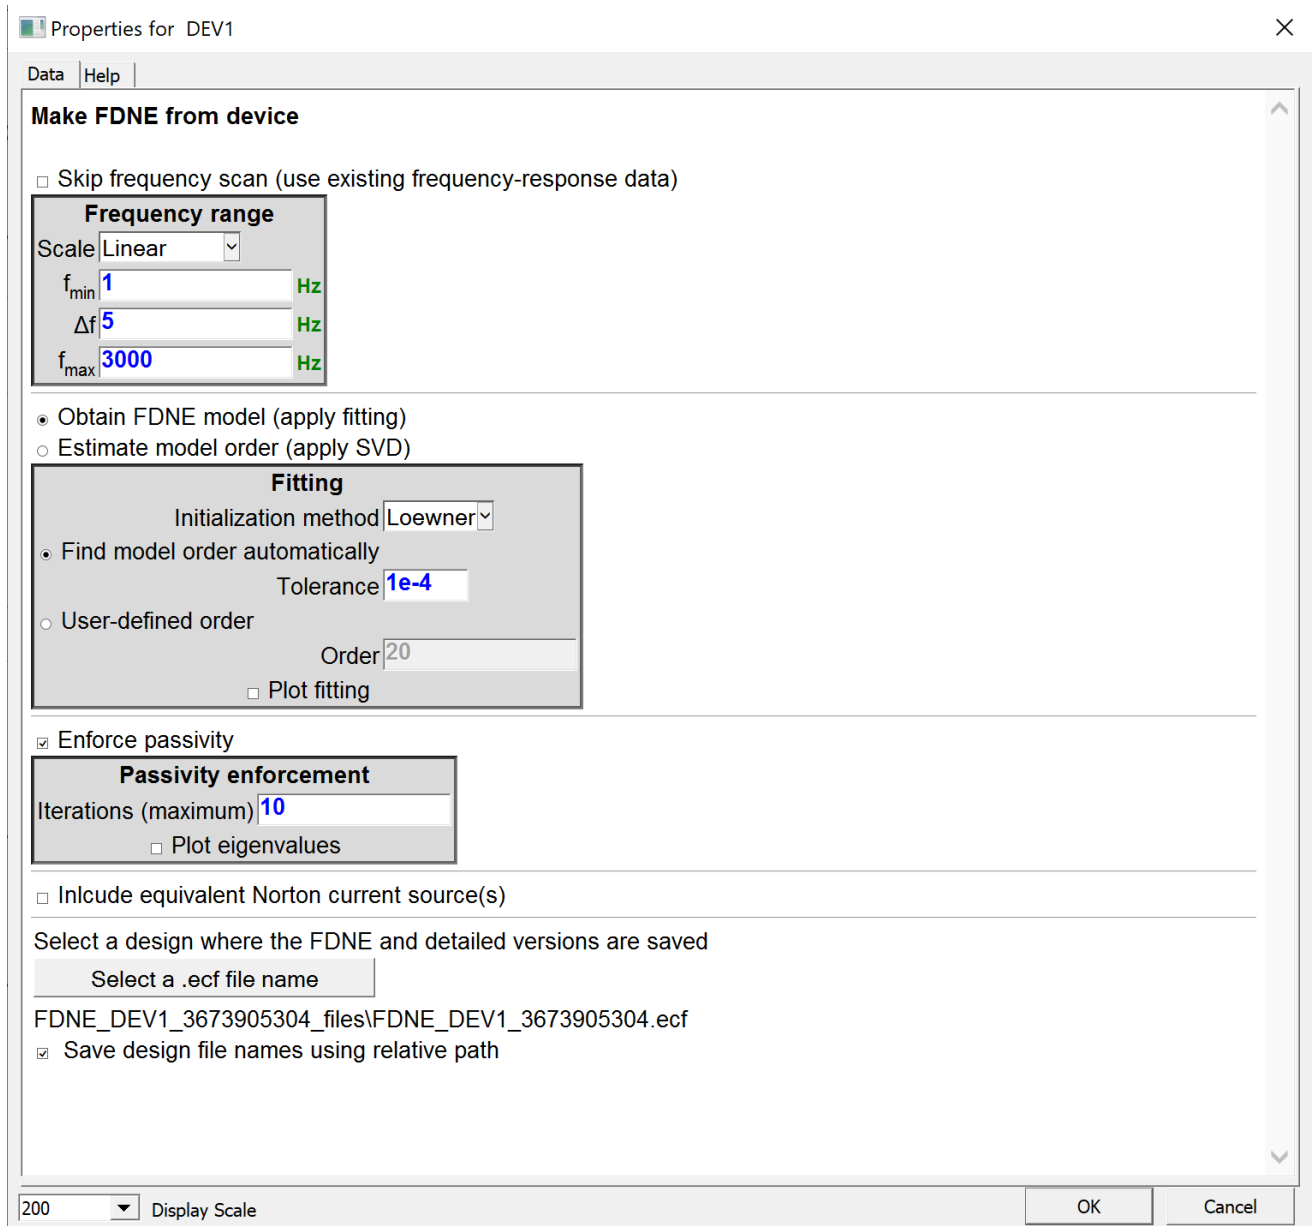 Properties for DEV1
Data Help
Make FDNE from device
Skip frequency scan (use existing frequency-response data)
Frequency range
Scale Linear
fmin 1 Hz
Δf 5 Hz
fmax 3000 Hz
Obtain FDNE model (apply fitting)
Estimate model order (apply SVD)
Fitting
Initialization method Loewner
Find model order automatically
Tolerance 1e-4
User-defined order
Order 20
Plot fitting
Enforce passivity
Passivity enforcement
Iterations (maximum) 10
Plot eigenvalues
Inlcude equivalent Norton current source(s)
Select a design where the FDNE and detailed versions are saved
Select a .ecf file name
FDNE_DEV1_3673905304_files\FDNE_DEV1_3673905304.ecf
Save design file names using relative path
200 Display Scale OK Cancel